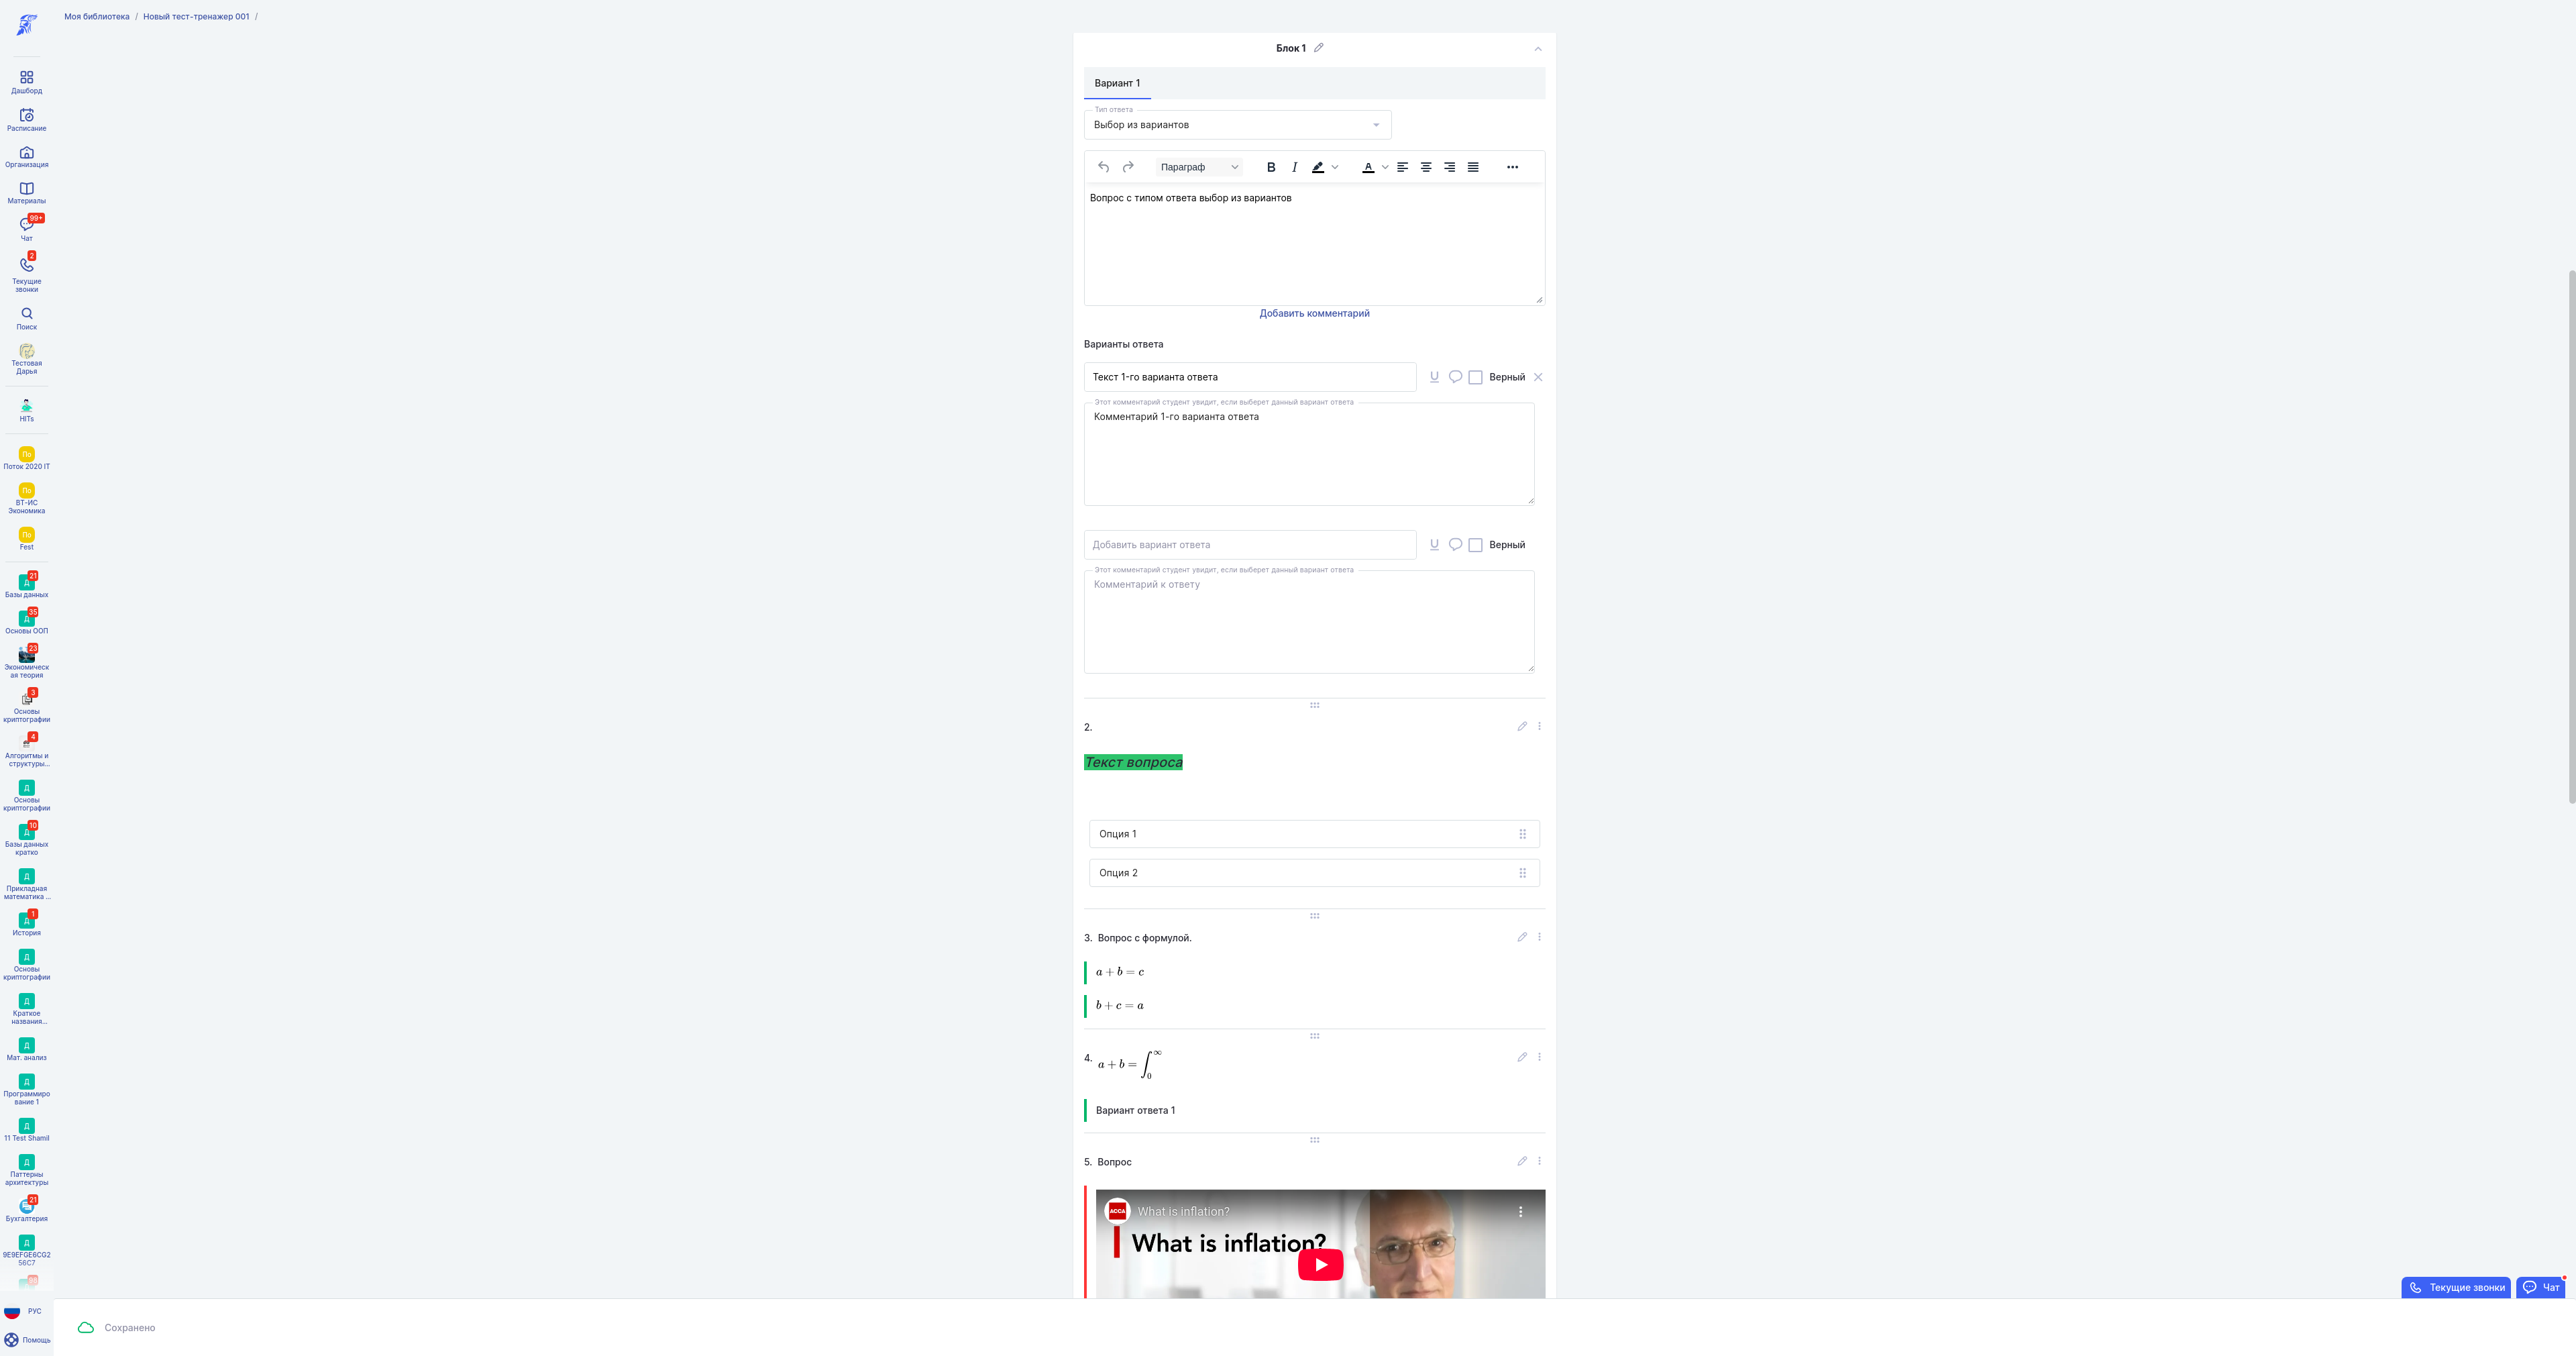 Моя библиотека / Новый тест-тренажер 001 /
Дашборд
Расписание
Организация
Материалы
99+
Чат
2
Текущие
звонки
Поиск
Тестовая
Дарья
HITs
По
Поток 2020 IT
По
ВТ-ИС
Экономика
По
Fest
21
Д
Базы данных
35
Д
Основы ООП
23
Экономическ
ая теория
3
Основы
криптографии
4
Алгоритмы и
структуры...
Д
Основы
криптографии
10
Д
Базы данных
кратко
Д
Прикладная
математика ...
1
Д
История
Д
Основы
криптографии
Д
Краткое
названия...
Д
Мат. анализ
Д
Программиро
вание 1
Д
11 Test Shamil
Д
Паттерны
архитектуры
21
Бухгалтерия
Д
9E9EFGE6CG2
56C7
98
РУС
Помощь
Блок 1
Вариант 1
Тип ответа
Выбор из вариантов
Параграф
B I A
Вопрос с типом ответа выбор из вариантов
Добавить комментарий
Варианты ответа
Текст 1-го варианта ответа U Верный
Этот комментарий студент увидит, если выберет данный вариант ответа
Комментарий 1-го варианта ответа
Добавить вариант ответа U Верный
Этот комментарий студент увидит, если выберет данный вариант ответа
Комментарий к ответу
2.
Текст вопроса
Опция 1
Опция 2
3. Вопрос с формулой.
a + b = c
b + c = a
4. a + b = ∫₀^∞
Вариант ответа 1
5. Вопрос
ACCA What is inflation?
What is inflation?
Текущие звонки
Чат
Сохранено